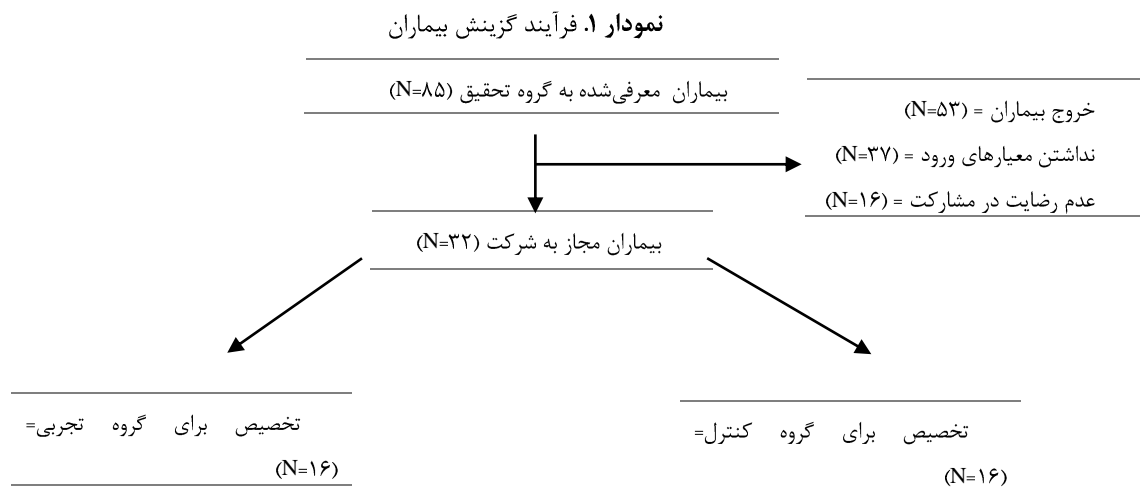 نمودار ۱. فرآیند گزینش بیماران
بیماران معرفی‌شده به گروه تحقیق (N=۸۵)
خروج بیماران = (N=۵۳)
نداشتن معیارهای ورود = (N=۳۷)
عدم رضایت در مشارکت = (N=۱۶)
بیماران مجاز به شرکت (N=۳۲)
تخصیص برای گروه کنترل=
(N=۱۶)
تخصیص برای گروه تجربی=
(N=۱۶)